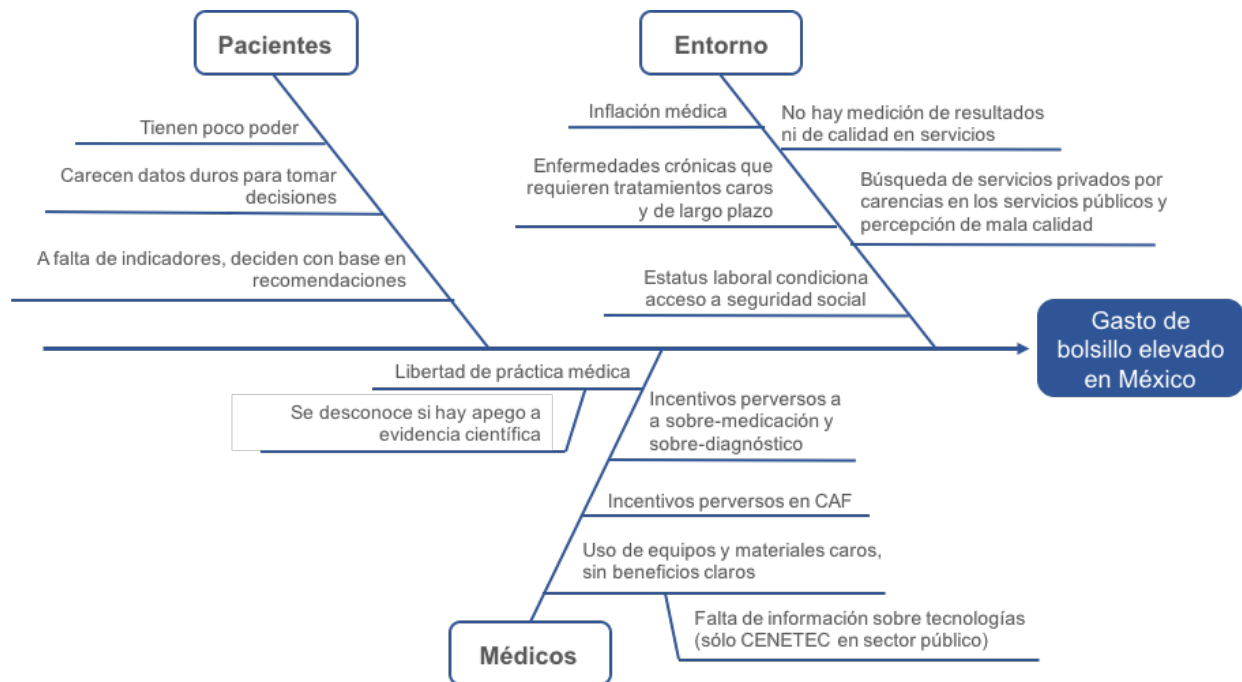 Pacientes
Tienen poco poder
Carecen datos duros para tomar
decisiones
A falta de indicadores, deciden con base en
recomendaciones
Entorno
Inflación médica
No hay medición de resultados
ni de calidad en servicios
Enfermedades crónicas que
requieren tratamientos caros
y de largo plazo
Búsqueda de servicios privados por
carencias en los servicios públicos y
percepción de mala calidad
Estatus laboral condiciona
acceso a seguridad social
Gasto de
bolsillo elevado
en México
Libertad de práctica médica
Se desconoce si hay apego a
evidencia científica
Incentivos perversos a
a sobre-medicación y
sobre-diagnóstico
Incentivos perversos en CAF
Uso de equipos y materiales caros,
sin beneficios claros
Falta de información sobre tecnologías
(sólo CENETEC en sector público)
Médicos